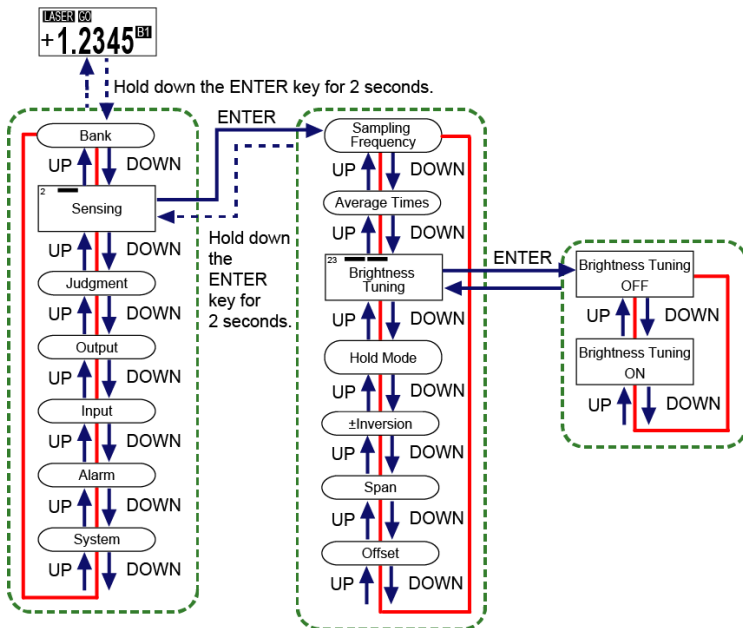 LASER GO
+1.2345 B1
Hold down the ENTER key for 2 seconds.
Bank
UP DOWN
2
Sensing
UP DOWN
Judgment
UP DOWN
Output
UP DOWN
Input
UP DOWN
Alarm
UP DOWN
System
UP DOWN
ENTER
Hold down
the
ENTER
key for
2 seconds.
Sampling
Frequency
UP DOWN
Average Times
UP DOWN
23
Brightness
Tuning
UP DOWN
Hold Mode
UP DOWN
±Inversion
UP DOWN
Span
UP DOWN
Offset
UP DOWN
ENTER
Brightness Tuning
OFF
UP DOWN
Brightness Tuning
ON
UP DOWN